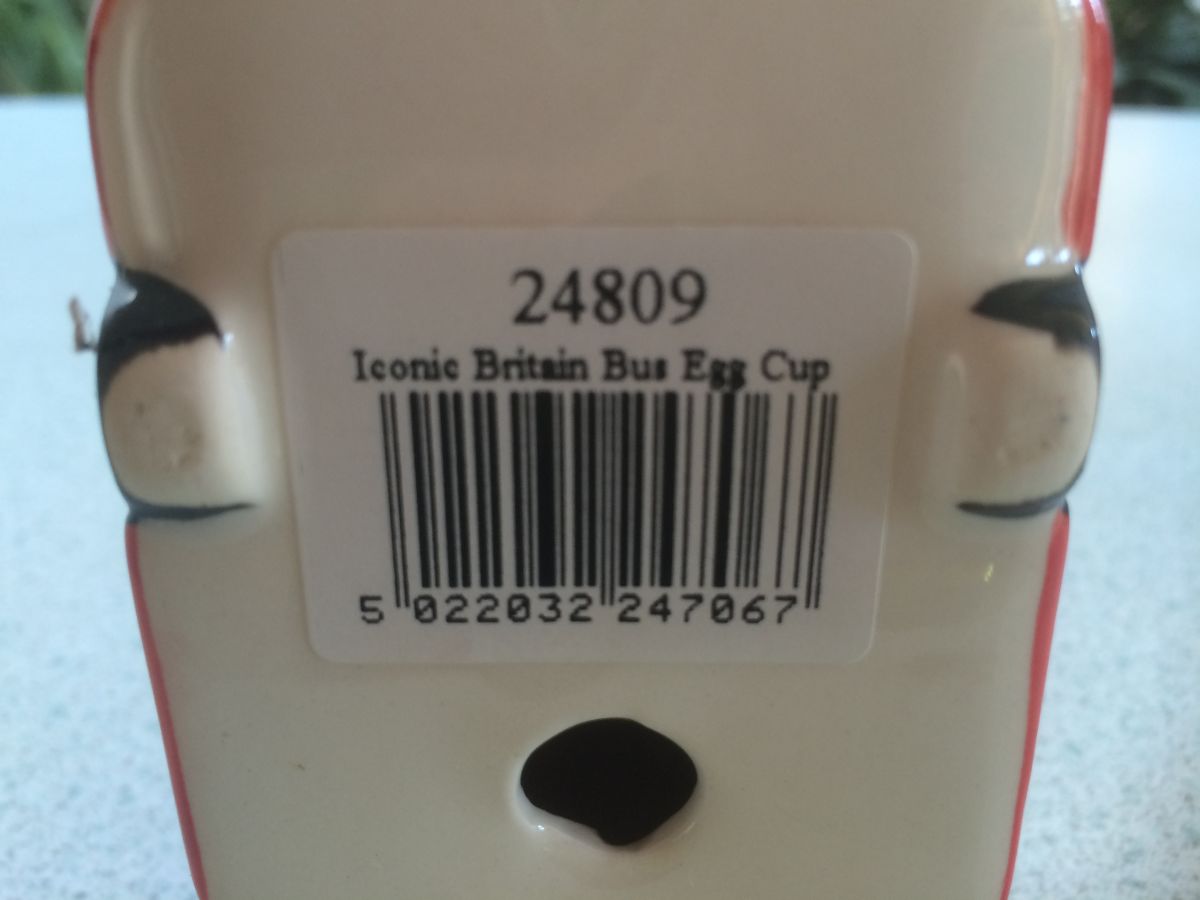 24809
Iconic Britain Bus Egg Cup
5 022032 247067